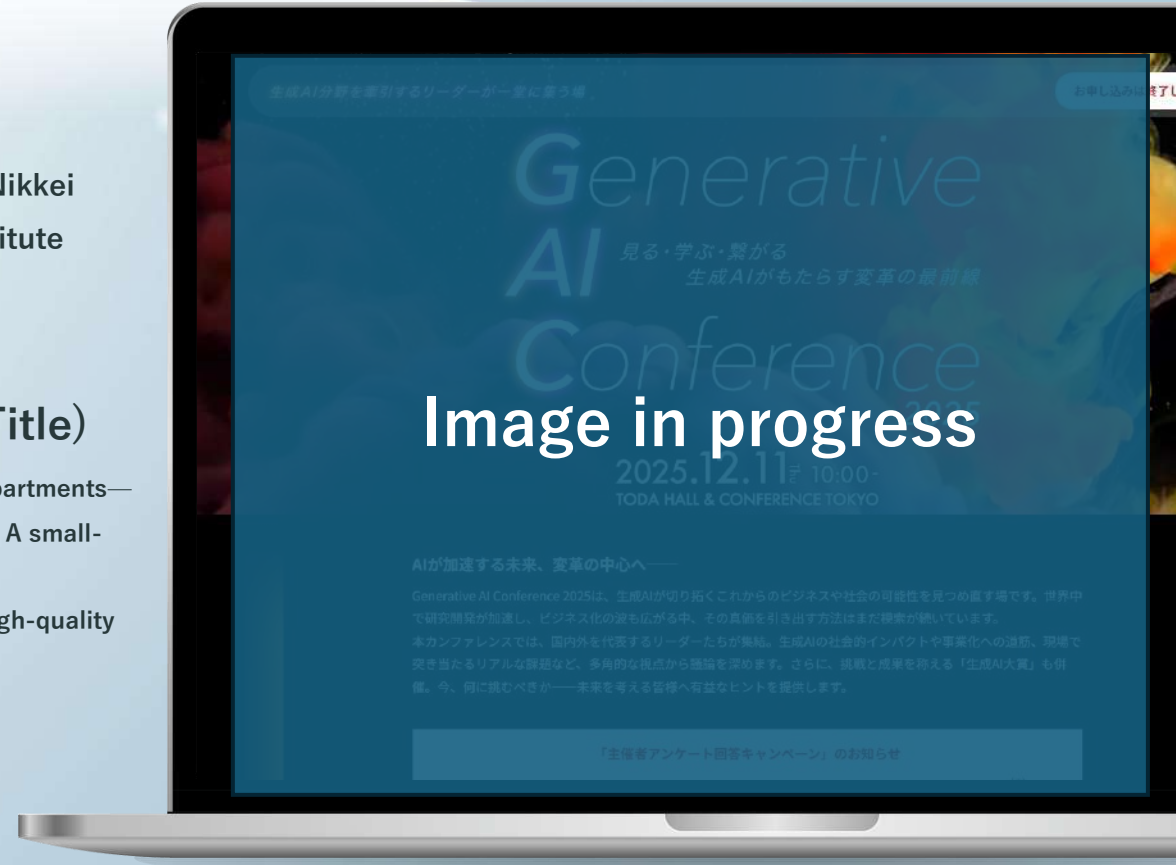 likkei
itute
Title)
partments—
A small-
gh-quality
生成AI分野を牽引するリーダーが一堂に集う場
お申し込みは終了し
Generative
AI
見る・学ぶ・繋がる
生成AIがもたらす変革の最前線
Conference
2025
Image in progress
2025.12.11 Thu 10:00-
TODA HALL & CONFERENCE TOKYO
AIが加速する未来、変革の中心へ――
Generative AI Conference 2025は、生成AIが切り拓くこれからのビジネスや社会の可能性を見つめ直す場です。世界中
で研究開発が加速し、ビジネス化の波も広がる中、その真価を引き出す方法はまだ模索が続いています。
本カンファレンスでは、国内外を代表するリーダーたちが集結。生成AIの社会的インパクトや事業化への道筋、現場で
突き当たるリアルな課題など、多角的な視点から議論を深めます。さらに、挑戦と成果を称える「生成AI大賞」も併
催。今、何に挑むべきか――未来を考える皆様へ有益なヒントを提供します。
「主催者アンケート回答キャンペーン」のお知らせ